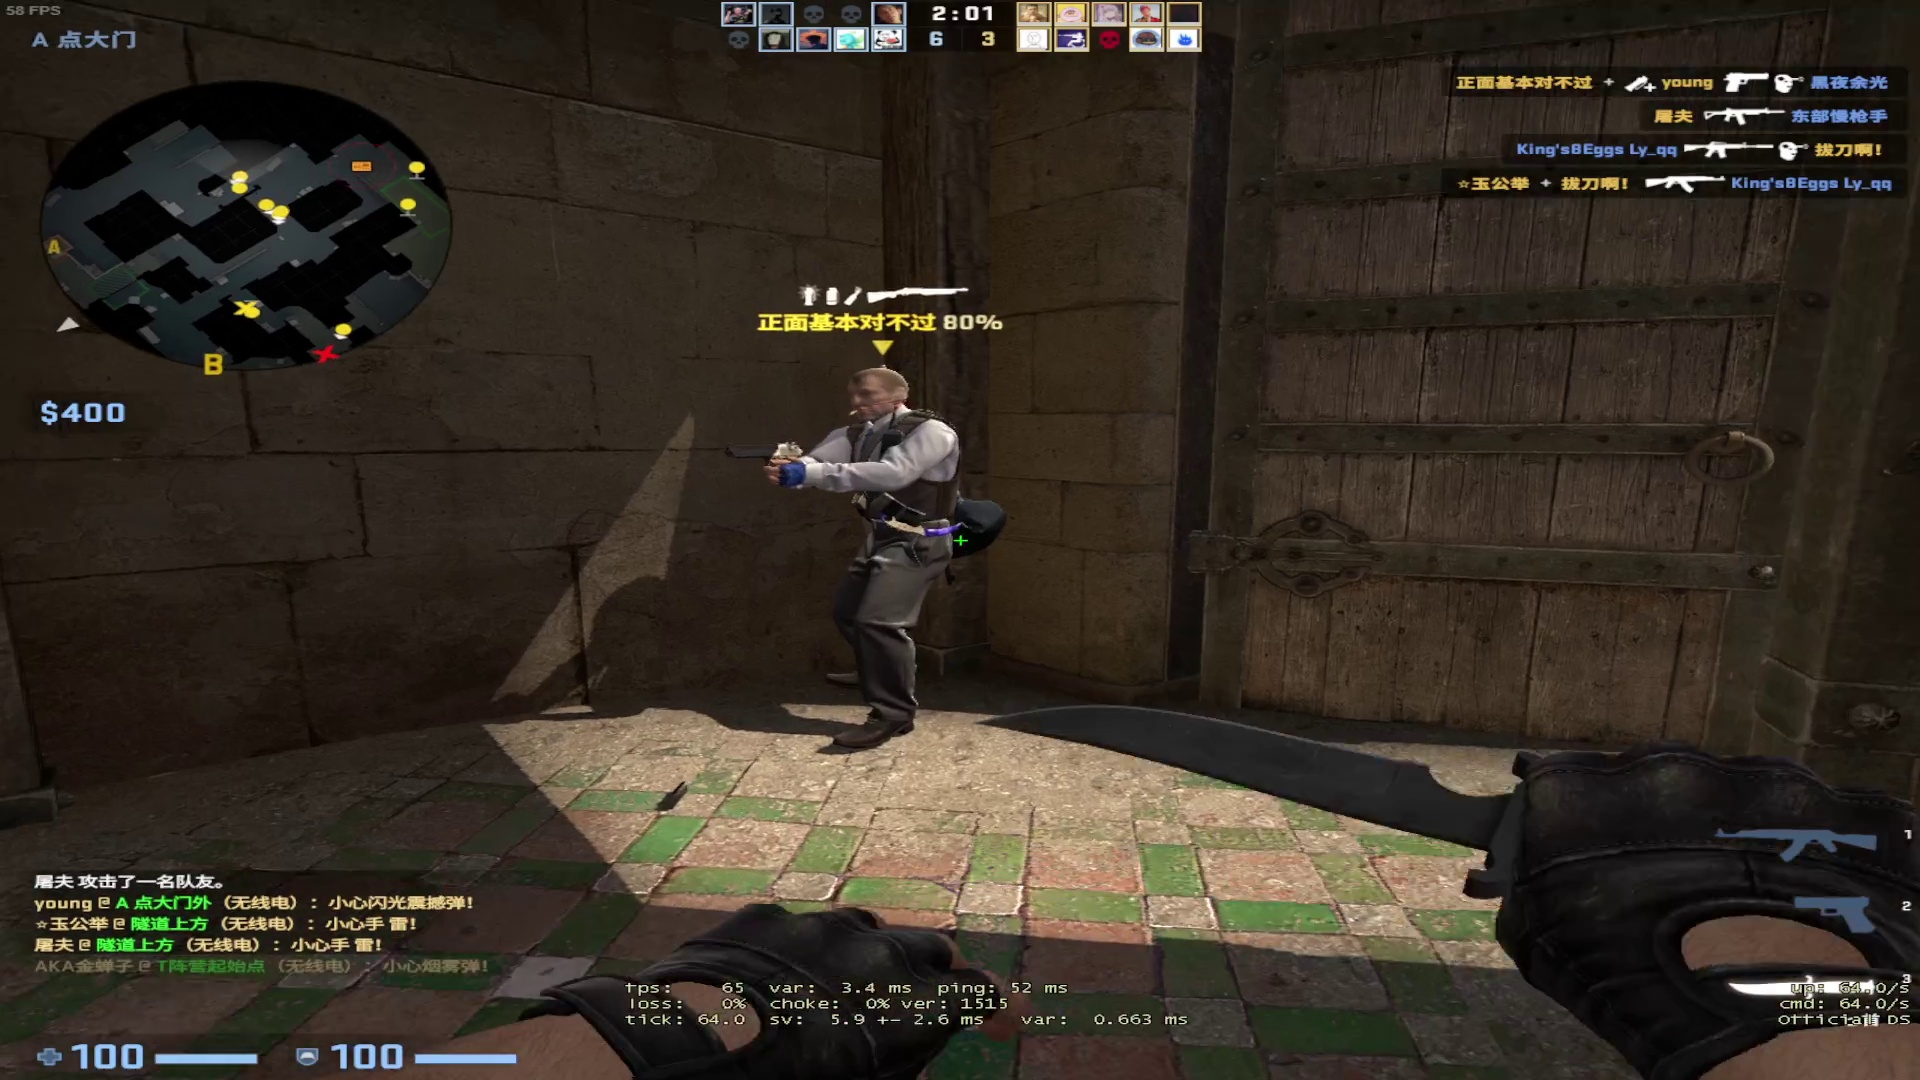 58 FPS
A 点大门
2:01
6 3
正面基本对不过 + young 黑夜余光
屠夫 东部慢枪手
King's8Eggs Ly_qq 拔刀啊!
☆玉公举 + 拔刀啊! King's8Eggs Ly_qq
A
B
正面基本对不过 80%
$400
屠夫 攻击了一名队友。
young @ A 点大门外 (无线电): 小心闪光震撼弹!
☆玉公举 @ 隧道上方 (无线电): 小心手 雷!
屠夫 @ 隧道上方 (无线电): 小心手 雷!
AKA金蝉子 @ T阵营起始点 (无线电): 小心烟雾弹!
1
2
3
tps: 65 var: 3.4 ms ping: 52 ms
loss: 0% choke: 0% ver: 1515
tick: 64.0 sv: 5.9 +- 2.6 ms var: 0.663 ms
up: 64.0/s
cmd: 64.0/s
DS
100 100